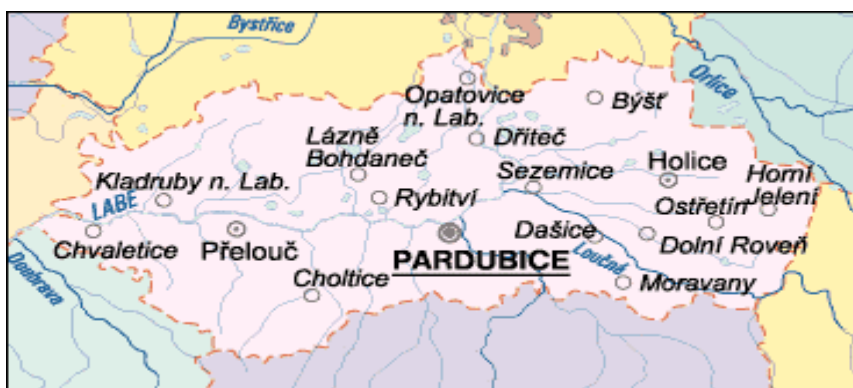 Bystřice
Orlice
Opatovice
n. Lab.
Býšť
Lázně
Bohdaneč
Dříteč
Sezemice
Holice
Horní
Jelení
Kladruby n. Lab.
Rybitví
Ostřetín
LABE
Chvaletice
Přelouč
PARDUBICE
Dašice
Loučná
Dolní Roveň
Doubrava
Choltice
Moravany